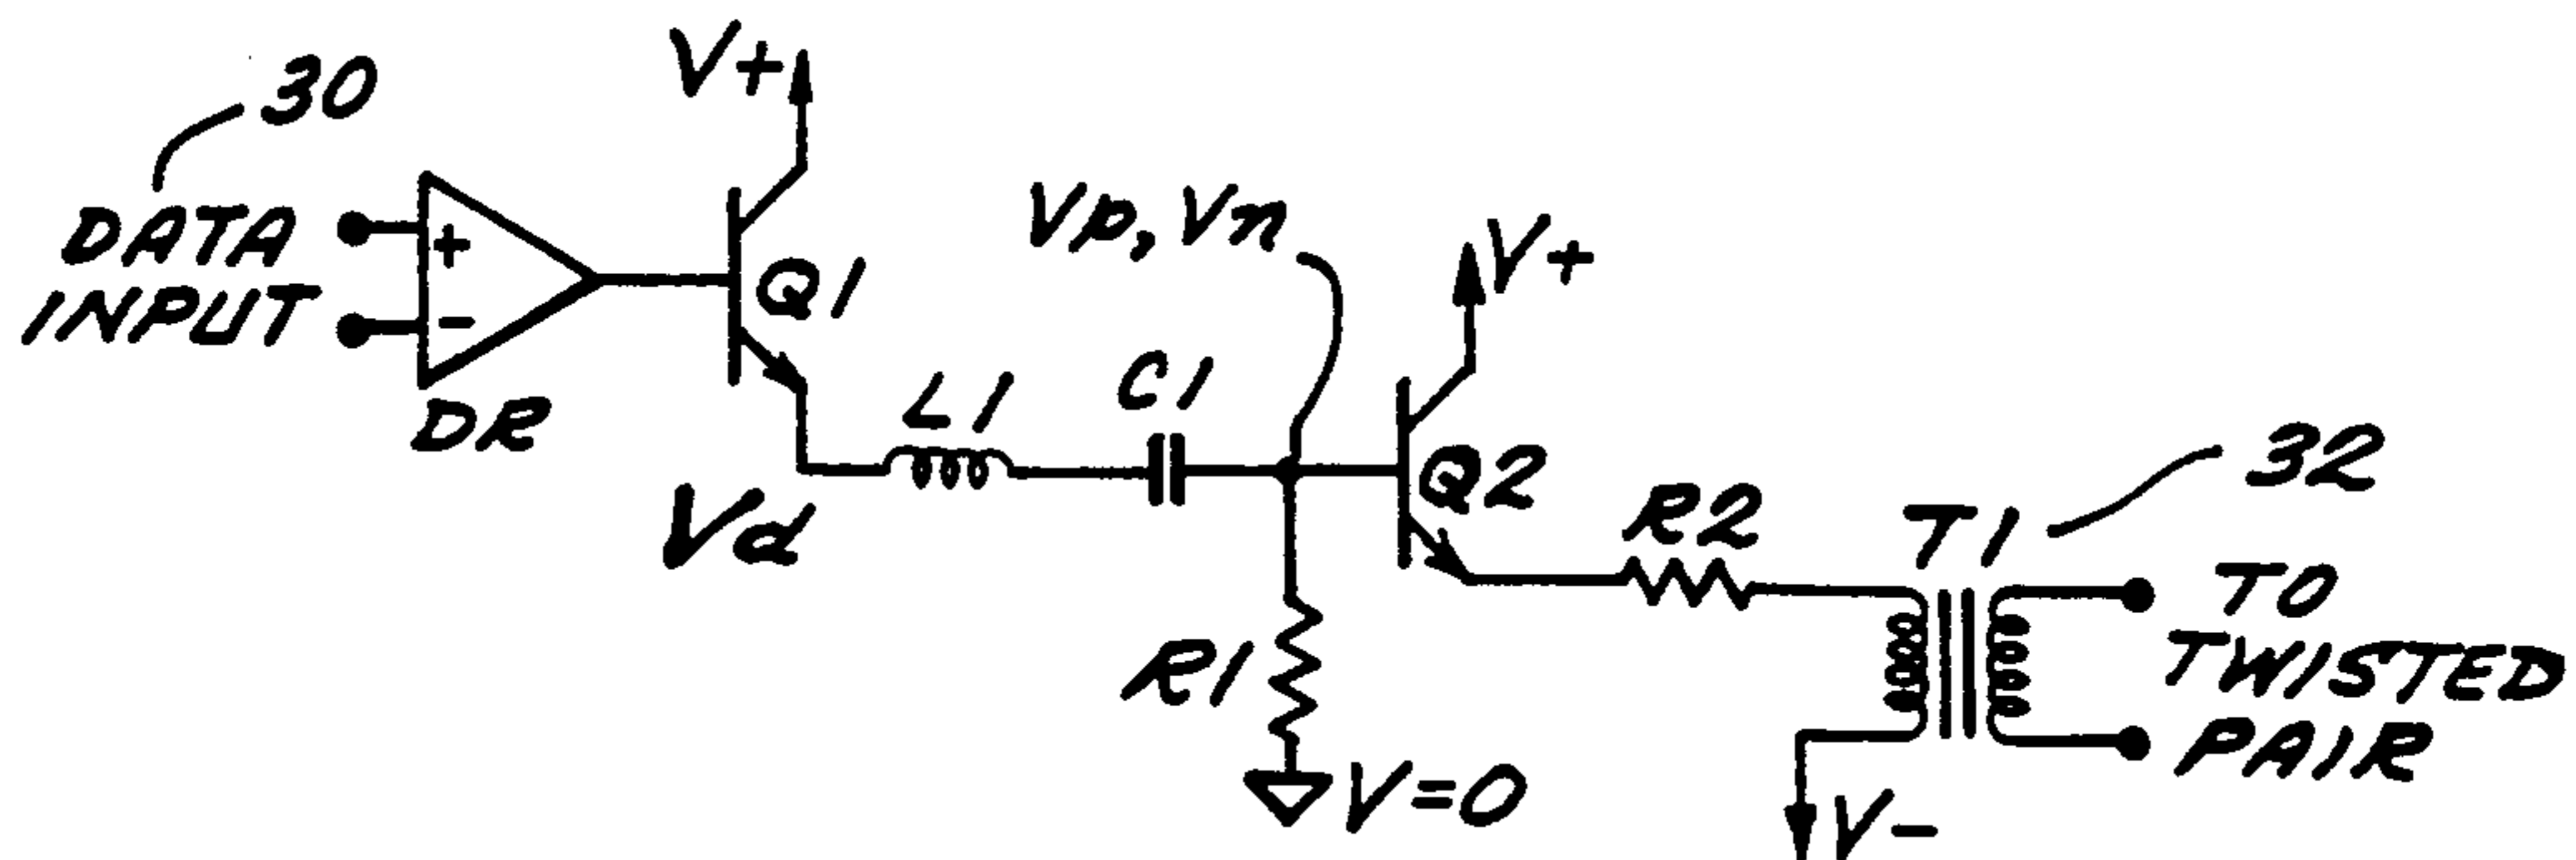 30
DATA
INPUT
+
-
DR
V+
Q1
Vd
L1
C1
Vp, Vn
R1
V=0
V+
Q2
R2
T1
32
V-
TO
TWISTED
PAIR